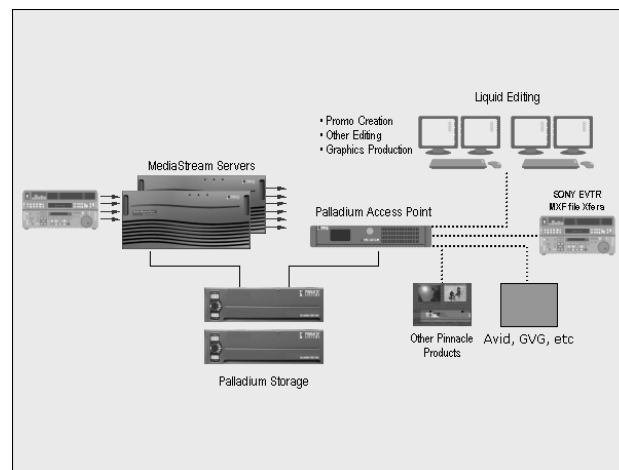 Liquid Editing
• Promo Creation
• Other Editing
• Graphics Production
MediaStream Servers
SONY EVTR
MXF file Xfera
Palladium Access Point
Other Pinnacle
Products
Avid, GVG, etc
Palladium Storage